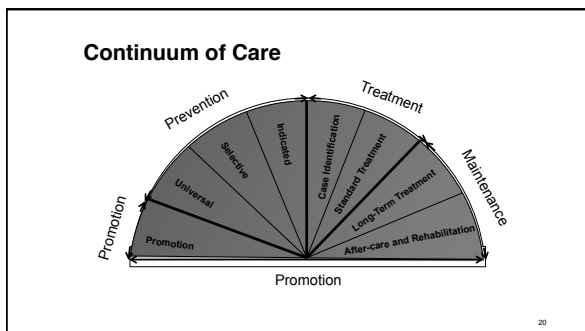 Continuum of Care
Promotion
Prevention
Treatment
Maintenance
Promotion
Universal
Selective
Indicated
Case Identification
Standard Treatment
Long-Term Treatment
After-care and Rehabilitation
Promotion
20